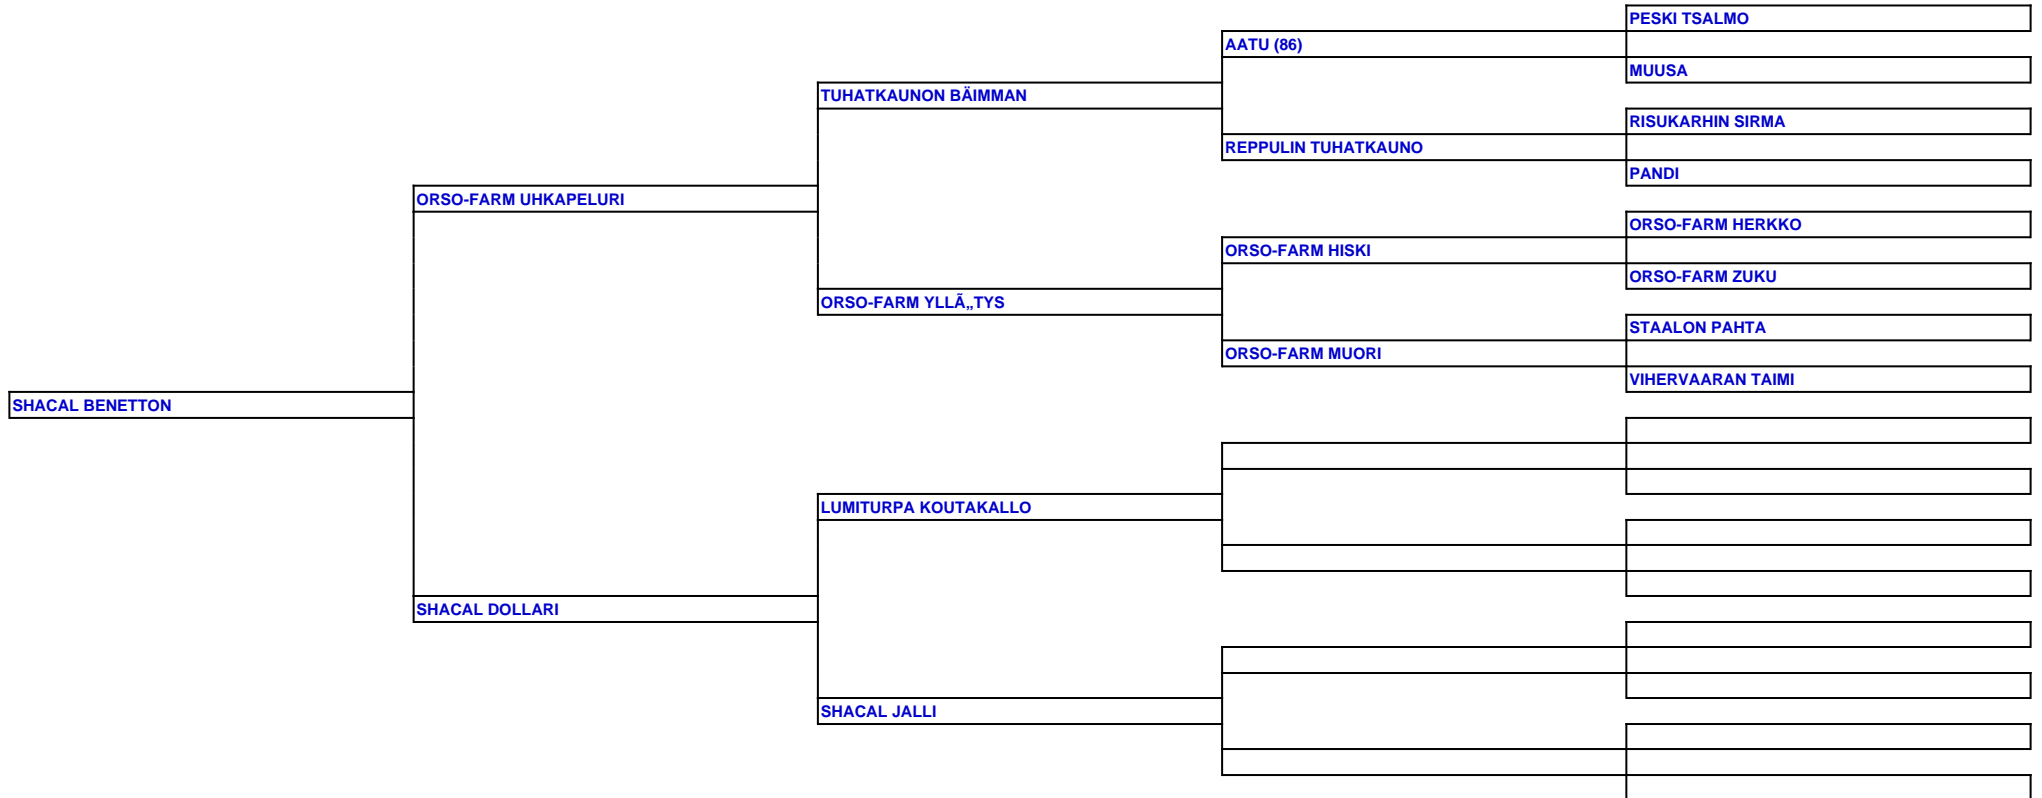 PESKI TSALMO
AATU (86)
MUUSA
TUHATKAUNON BÄIMMAN
RISUKARHIN SIRMA
REPPULIN TUHATKAUNO
PANDI
ORSO-FARM UHKAPELURI
ORSO-FARM HERKKO
ORSO-FARM HISKI
ORSO-FARM ZUKU
ORSO-FARM YLLÃ„TYS
STAALON PAHTA
ORSO-FARM MUORI
VIHERVAARAN TAIMI
SHACAL BENETTON
LUMITURPA KOUTAKALLO
SHACAL DOLLARI
SHACAL JALLI